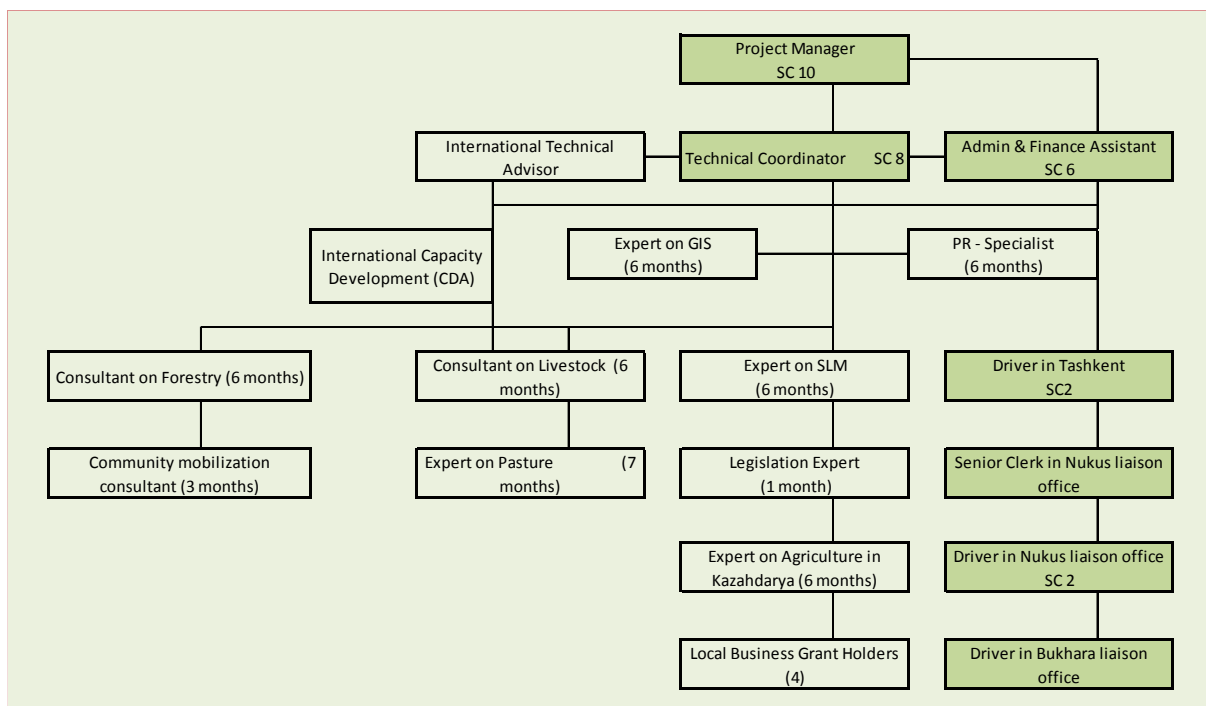 Project Manager
SC 10
International Technical
Advisor
Technical Coordinator SC 8
Admin & Finance Assistant
SC 6
International Capacity
Development (CDA)
Expert on GIS
(6 months)
PR - Specialist
(6 months)
Consultant on Forestry (6 months)
Consultant on Livestock (6
months)
Expert on SLM
(6 months)
Driver in Tashkent
SC2
Community mobilization
consultant (3 months)
Expert on Pasture (7
months)
Legislation Expert
(1 month)
Senior Clerk in Nukus liaison
office
Expert on Agriculture in
Kazahdarya (6 months)
Driver in Nukus liaison office
SC 2
Local Business Grant Holders
(4)
Driver in Bukhara liaison
office